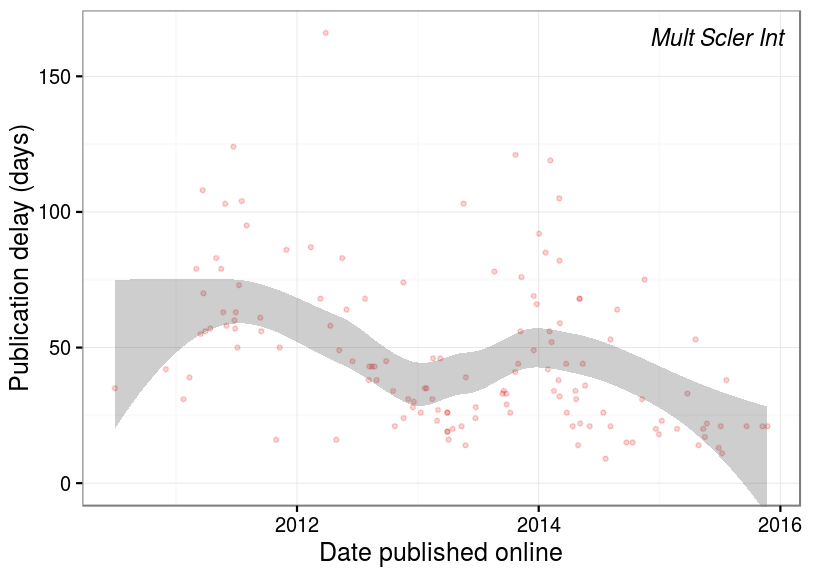 Mult Scler Int
Publication delay (days)
150
100
50
0
2012
2014
2016
Date published online